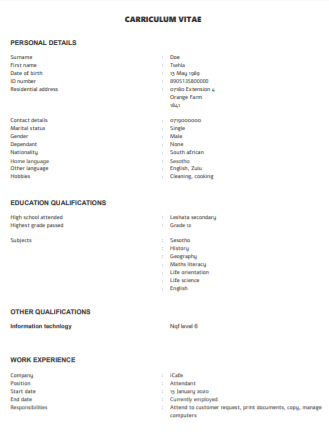 CARRICULUM VITAE
PERSONAL DETAILS
Surname : Doe
First name : Tsahla
Date of birth : 13 May 1989
ID number : 8905135800000
Residential address : 07180 Extension 4
Orange Farm
1841
Contact details : 0719000000
Marital status : Single
Gender : Male
Dependant : None
Nationality : South african
Home language : Sesotho
Other language : English, Zulu
Hobbies : Cleaning, cooking
EDUCATION QUALIFICATIONS
High school attended : Leshata secondary
Highest grade passed : Grade 12
Subjects : Sesotho
: History
: Geography
: Maths literacy
: Life orientation
: Life science
: English
OTHER QUALIFICATIONS
Information technlogy Nqf level 6
WORK EXPERIENCE
Company : iCafe
Position : Attendant
Start date : 15 January 2020
End date : Currently employed
Responsibilities : Attend to customer request, print documents, copy, manage
computers